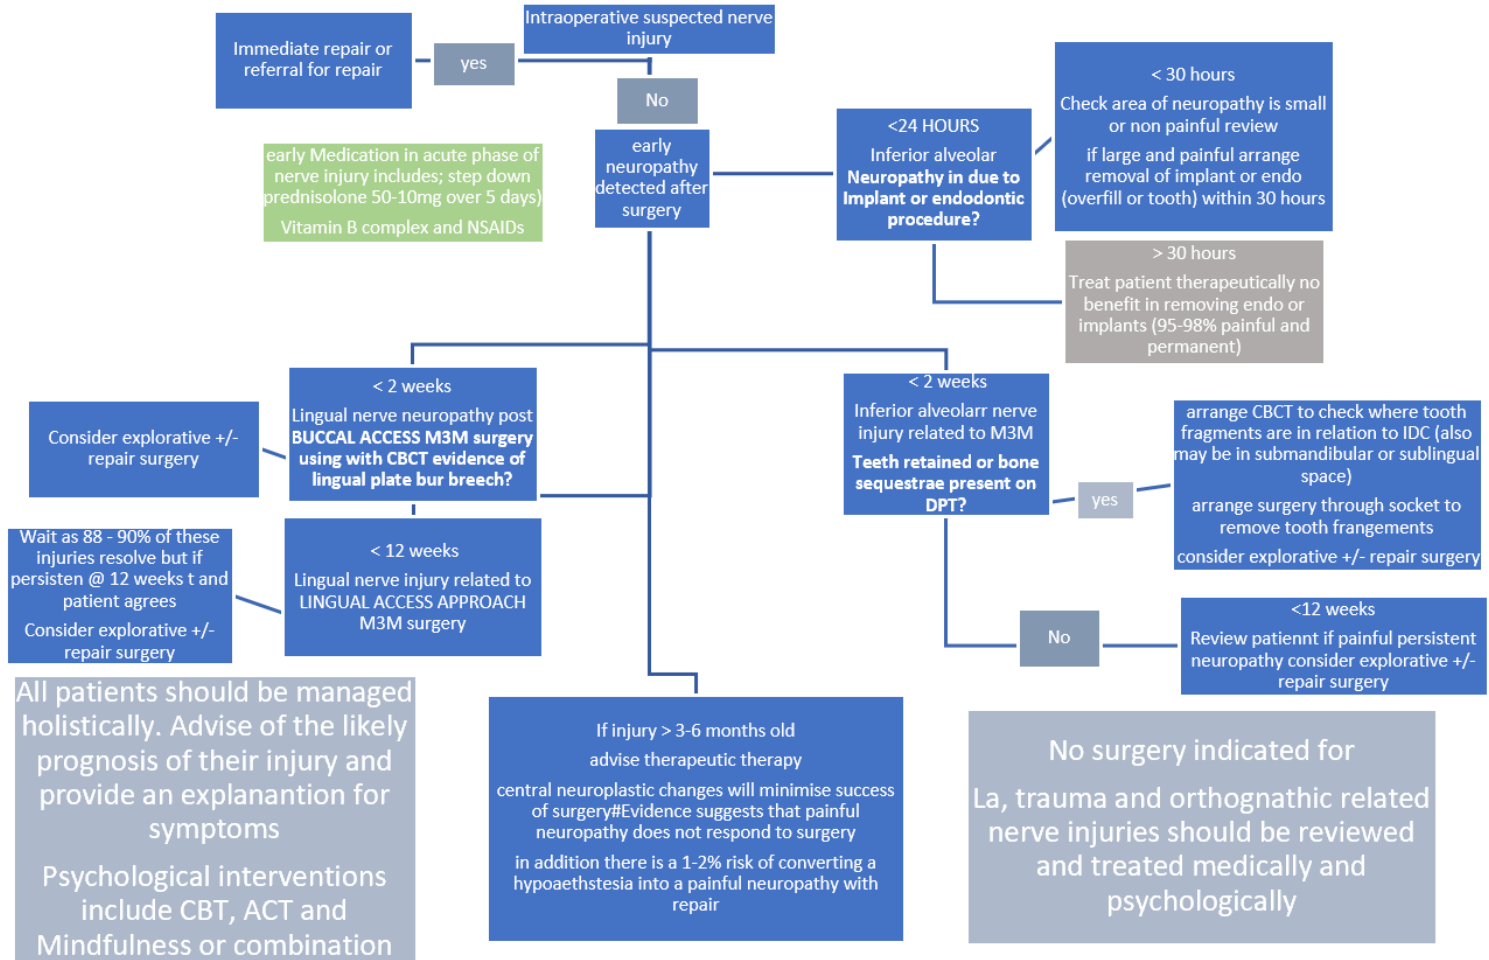 Intraoperative suspected nerve
injury
Immediate repair or
referral for repair
yes
No
early Medication in acute phase of
nerve injury includes; step down
prednisolone 50-10mg over 5 days)
Vitamin B complex and NSAIDs
early
neuropathy
detected after
surgery
<24 HOURS
Inferior alveolar
Neuropathy in due to
Implant or endodontic
procedure?
< 30 hours
Check area of neuropathy is small
or non painful review
if large and painful arrange
removal of implant or endo
(overfill or tooth) within 30 hours
> 30 hours
Treat patient therapeutically no
benefit in removing endo or
implants (95-98% painful and
permanent)
< 2 weeks
Lingual nerve neuropathy post
BUCCAL ACCESS M3M surgery
using with CBCT evidence of
lingual plate bur breech?
Consider explorative +/-
repair surgery
< 12 weeks
Lingual nerve injury related to
LINGUAL ACCESS APPROACH
M3M surgery
Wait as 88 - 90% of these
injuries resolve but if
persisten @ 12 weeks t and
patient agrees
Consider explorative +/-
repair surgery
< 2 weeks
Inferior alveolarr nerve
injury related to M3M
Teeth retained or bone
sequestrae present on
DPT?
yes
arrange CBCT to check where tooth
fragments are in relation to IDC (also
may be in submandibular or sublingual
space)
arrange surgery through socket to
remove tooth frangements
consider explorative +/- repair surgery
No
<12 weeks
Review patiennt if painful persistent
neuropathy consider explorative +/-
repair surgery
All patients should be managed
holistically. Advise of the likely
prognosis of their injury and
provide an explanantion for
symptoms
Psychological interventions
include CBT, ACT and
Mindfulness or combination
If injury > 3-6 months old
advise therapeutic therapy
central neuroplastic changes will minimise success
of surgery#Evidence suggests that painful
neuropathy does not respond to surgery
in addition there is a 1-2% risk of converting a
hypoaethstesia into a painful neuropathy with
repair
No surgery indicated for
La, trauma and orthognathic related
nerve injuries should be reviewed
and treated medically and
psychologically